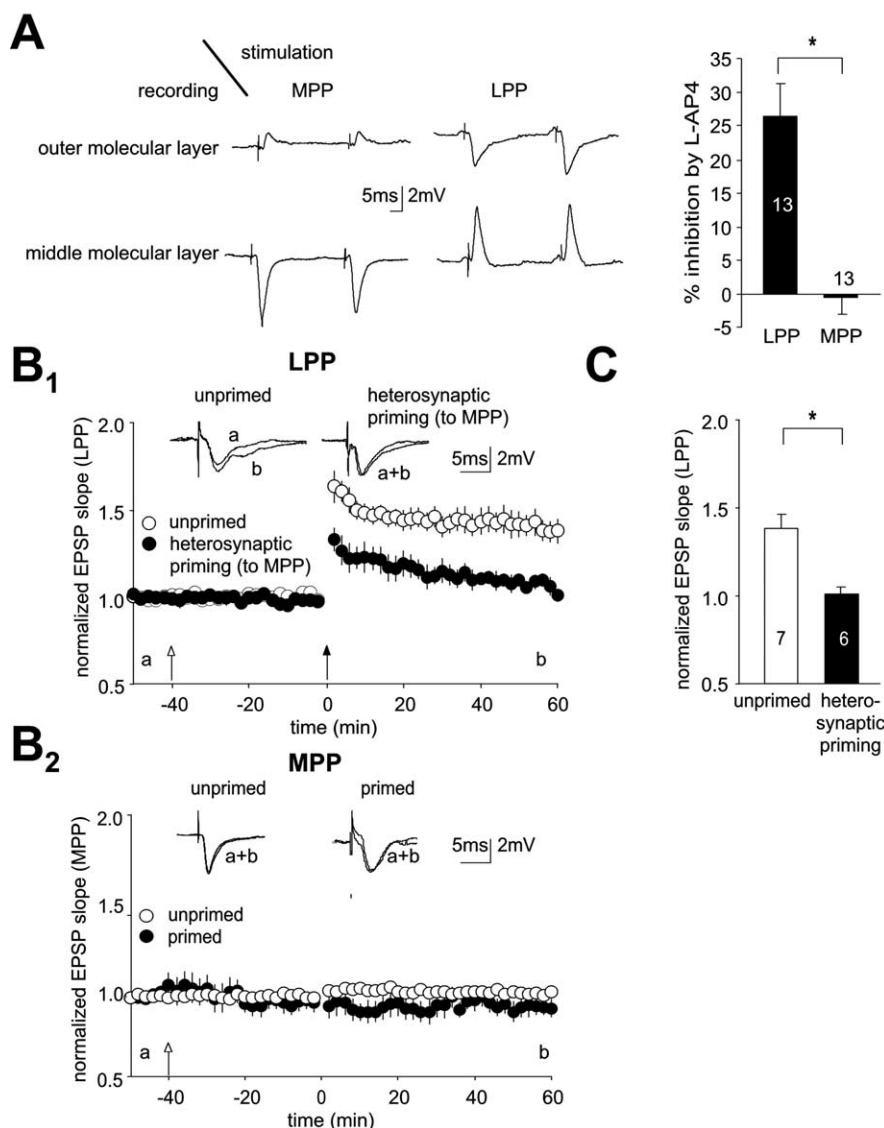 A
stimulation
recording
MPP
LPP
outer molecular layer
5ms
2mV
middle molecular layer
*
% inhibition by L-AP4
35
30
25
20
15
10
5
0
-5
13
13
LPP
MPP
B1
LPP
unprimed
heterosynaptic
priming (to MPP)
a
b
a+b
5ms
2mV
normalized EPSP slope (LPP)
2.0
1.5
1.0
0.5
unprimed
heterosynaptic
priming (to MPP)
a
b
-40
-20
0
20
40
60
time (min)
C
*
normalized EPSP slope (LPP)
2.0
1.5
1.0
0.5
7
6
unprimed
hetero-
synaptic
priming
B2
MPP
unprimed
primed
a+b
a+b
5ms
2mV
normalized EPSP slope (MPP)
2.0
1.5
1.0
0.5
unprimed
primed
a
b
-40
-20
0
20
40
60
time (min)